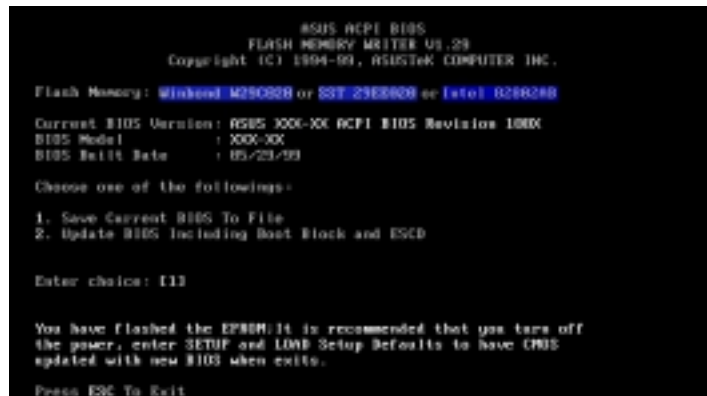 ASUS ACPI BIOS
FLASH MEMORY WRITER V1.29
Copyright (C) 1994-99, ASUSTeK COMPUTER INC.
Flash Memory: Winbond W29C020 or SST 29EE020 or Intel 82802AB
Current BIOS Version: ASUS XXX-XX ACPI BIOS Revision 100X
BIOS Model : XXX-XX
BIOS Built Date : 05/29/99
Choose one of the followings:
1. Save Current BIOS To File
2. Update BIOS Including Boot Block and ESCD
Enter choice: [1]
You have flashed the EPROM; It is recommended that you turn off
the power, enter SETUP and LOAD Setup Defaults to have CMOS
updated with new BIOS when exits.
Press ESC To Exit